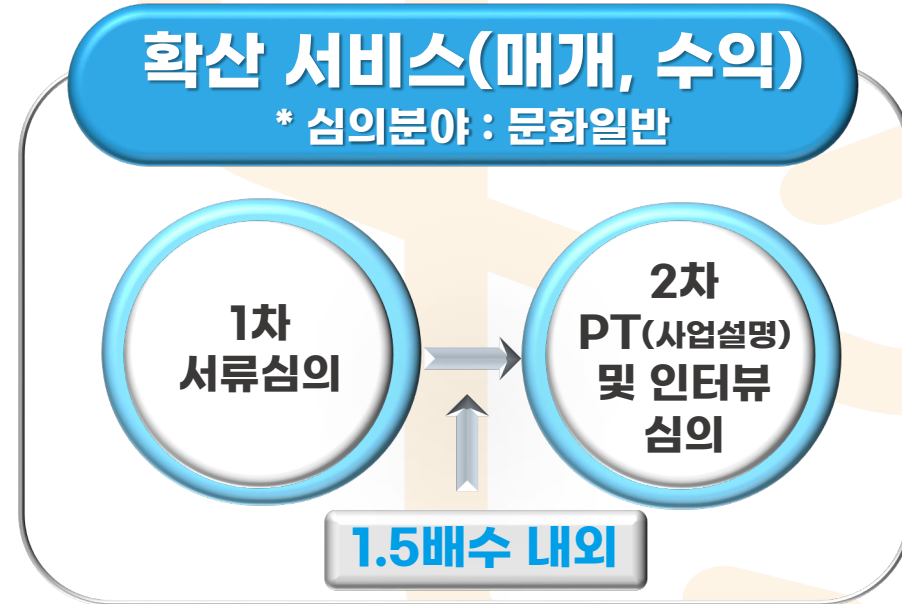 확산 서비스(매개, 수익)
* 심의분야 : 문화일반
1차
서류심의
2차
PT(사업설명)
및 인터뷰
심의
1.5배수 내외